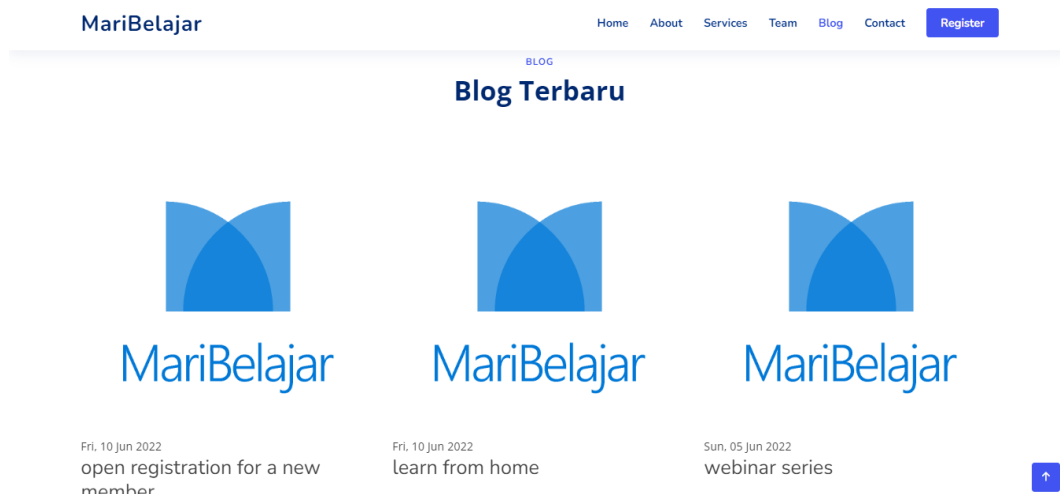 MariBelajar
Home About Services Team Blog Contact Register
BLOG
Blog Terbaru
MariBelajar MariBelajar MariBelajar
Fri, 10 Jun 2022
open registration for a new
member
Fri, 10 Jun 2022
learn from home
Sun, 05 Jun 2022
webinar series